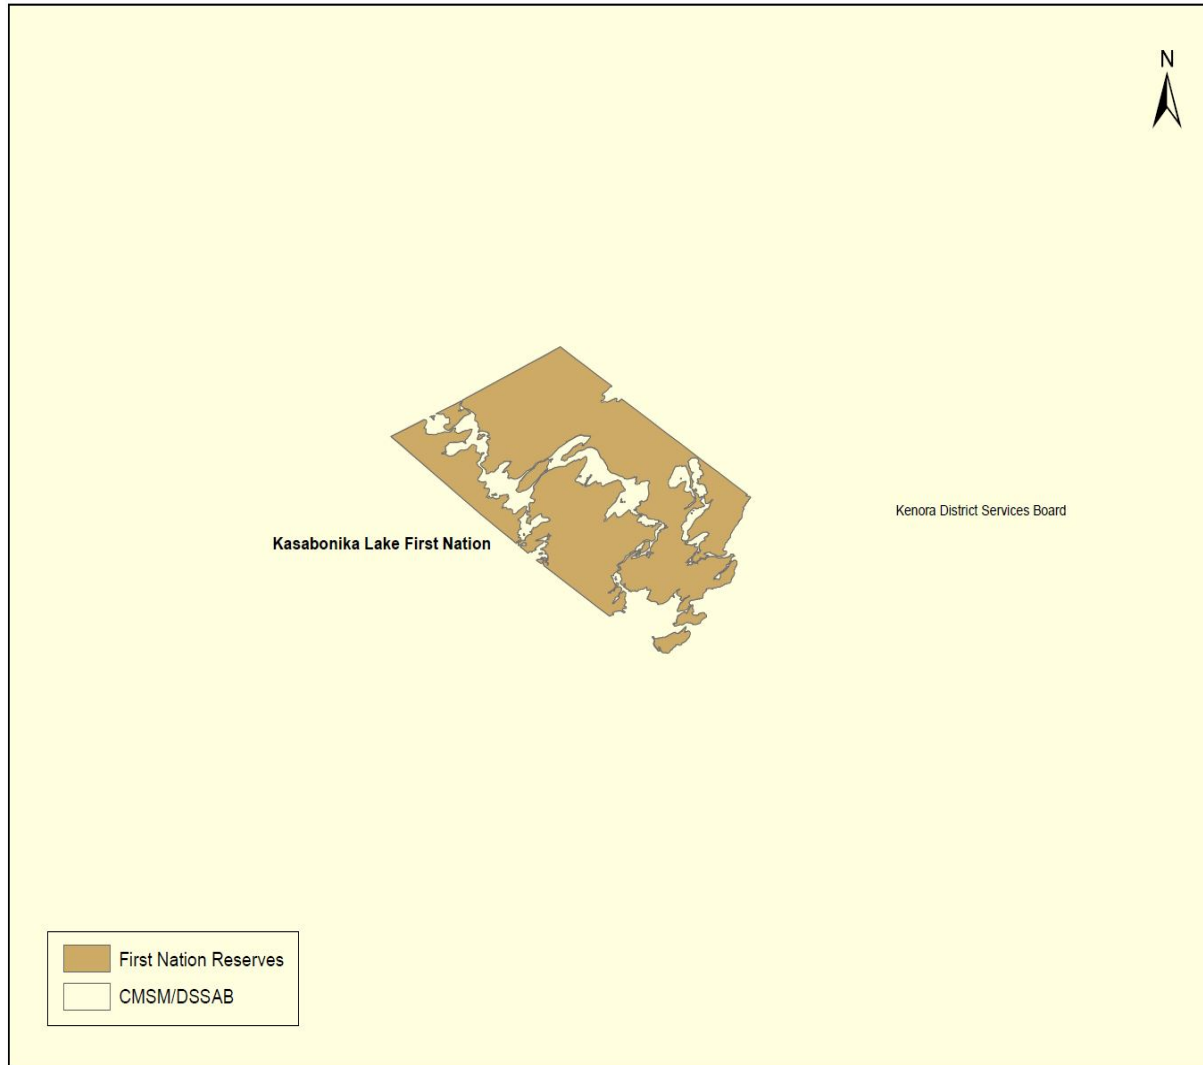 N
Kenora District Services Board
Kasabonika Lake First Nation
First Nation Reserves
CMSM/DSSAB